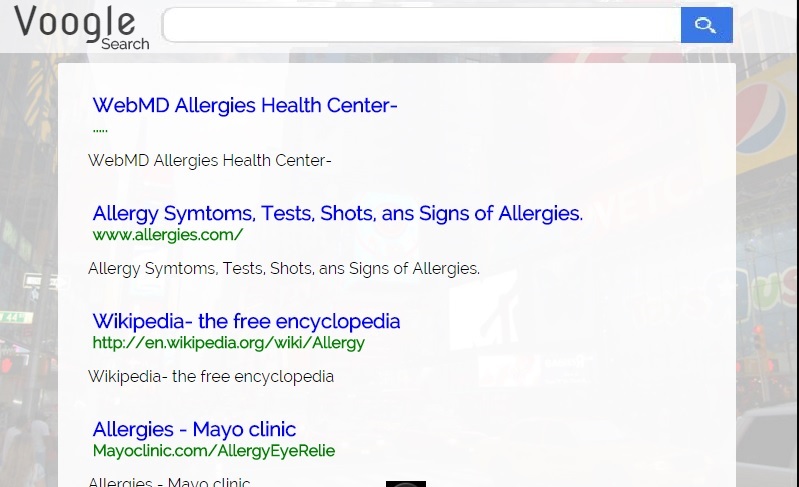 Voogle
Search
WebMD Allergies Health Center-
.....
WebMD Allergies Health Center-
Allergy Symtoms, Tests, Shots, ans Signs of Allergies.
www.allergies.com/
Allergy Symtoms, Tests, Shots, ans Signs of Allergies.
Wikipedia- the free encyclopedia
http://en.wikipedia.org/wiki/Allergy
Wikipedia- the free encyclopedia
Allergies - Mayo clinic
Mayoclinic.com/AllergyEyeRelie
Allergies - Mayo clinic